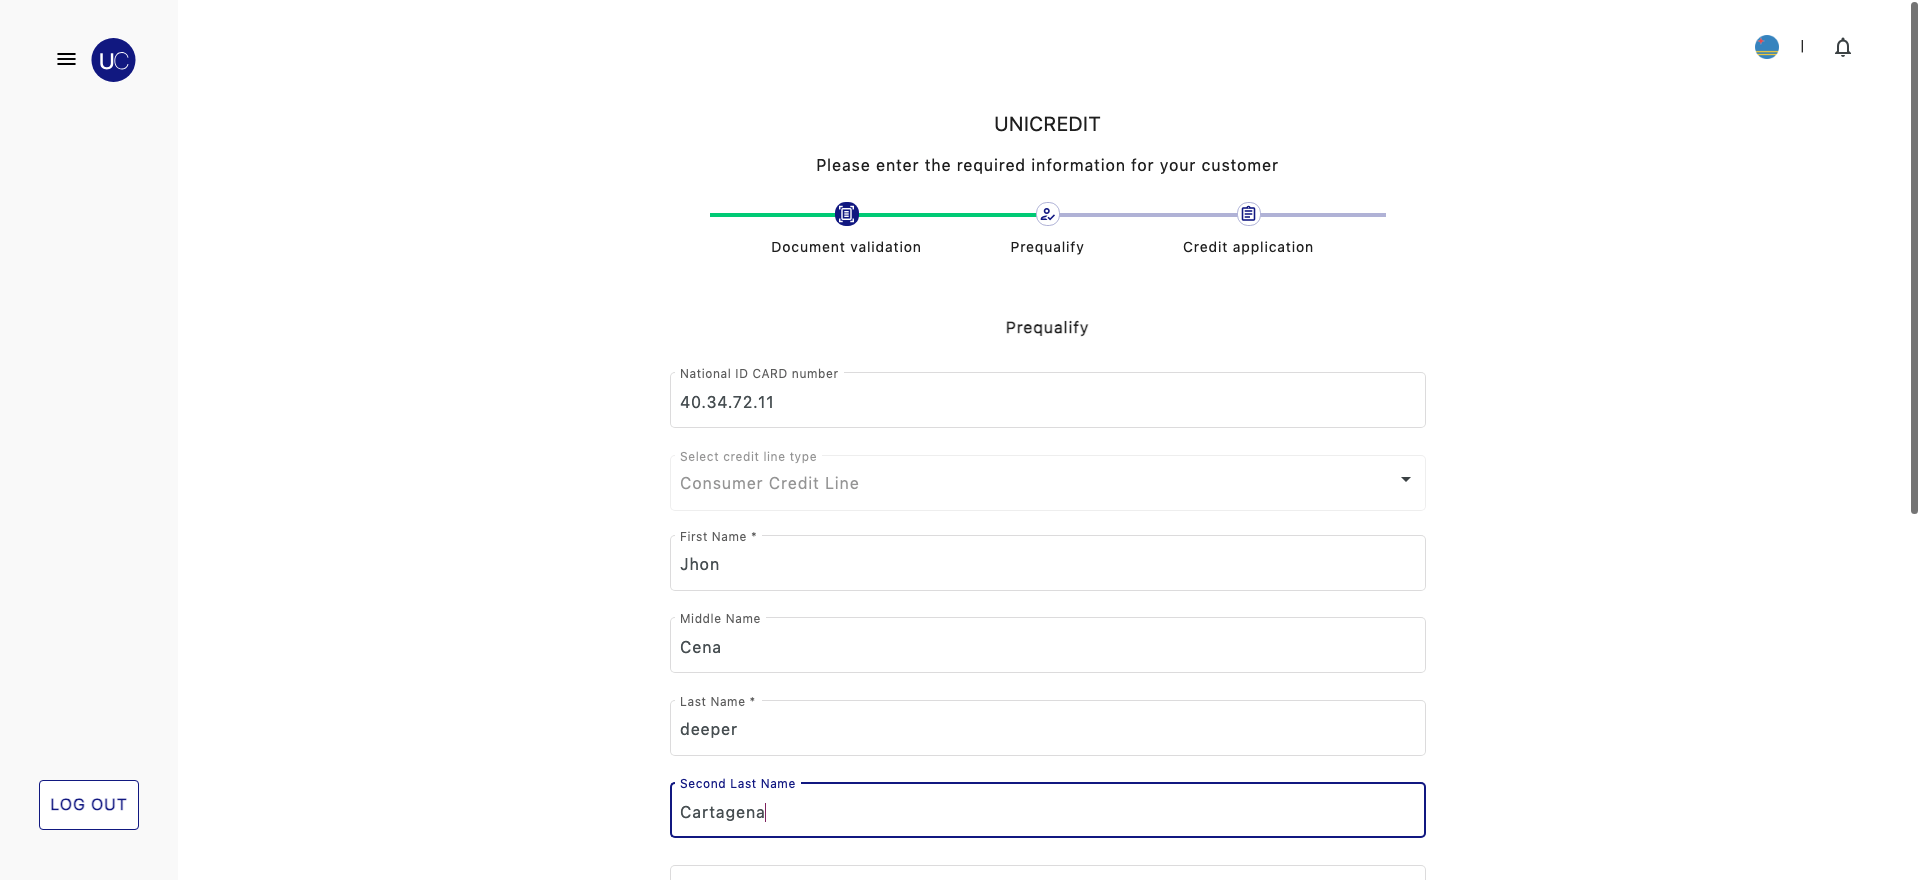 UC
UNICREDIT
Please enter the required information for your customer
Document validation
Prequalify
Credit application
Prequalify
National ID CARD number
40.34.72.11
Select credit line type
Consumer Credit Line
First Name *
Jhon
Middle Name
Cena
Last Name *
deeper
Second Last Name
Cartagena
LOG OUT